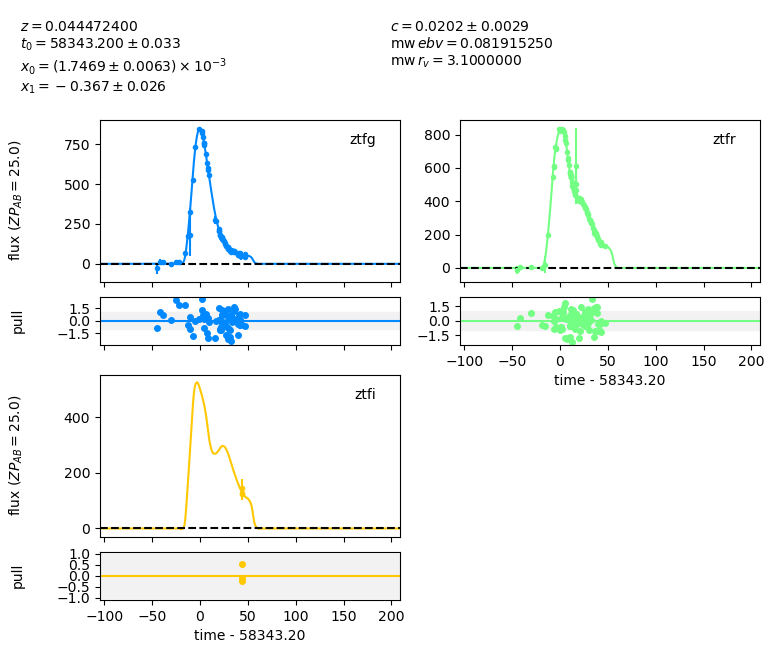 z = 0.044472400
t₀ = 58343.200 ± 0.033
x₀ = (1.7469 ± 0.0063) × 10⁻³
x₁ = −0.367 ± 0.026
c = 0.0202 ± 0.0029
mw ebv = 0.081915250
mw r_v = 3.1000000
flux (ZP_AB = 25.0)
750
500
250
0
ztfg
pull
1.5
0.0
−1.5
800
600
400
200
0
ztfr
1.5
0.0
−1.5
−100 −50 0 50 100 150 200
time - 58343.20
flux (ZP_AB = 25.0)
400
200
0
ztfi
pull
1.0
0.5
0.0
−0.5
−1.0
−100 −50 0 50 100 150 200
time - 58343.20